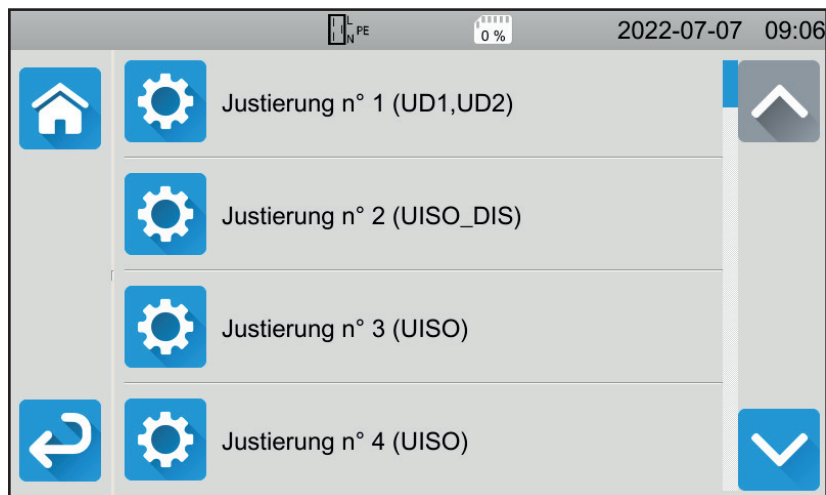 L
N PE
0 %
2022-07-07 09:06
Justierung n° 1 (UD1,UD2)
Justierung n° 2 (UISO_DIS)
Justierung n° 3 (UISO)
Justierung n° 4 (UISO)